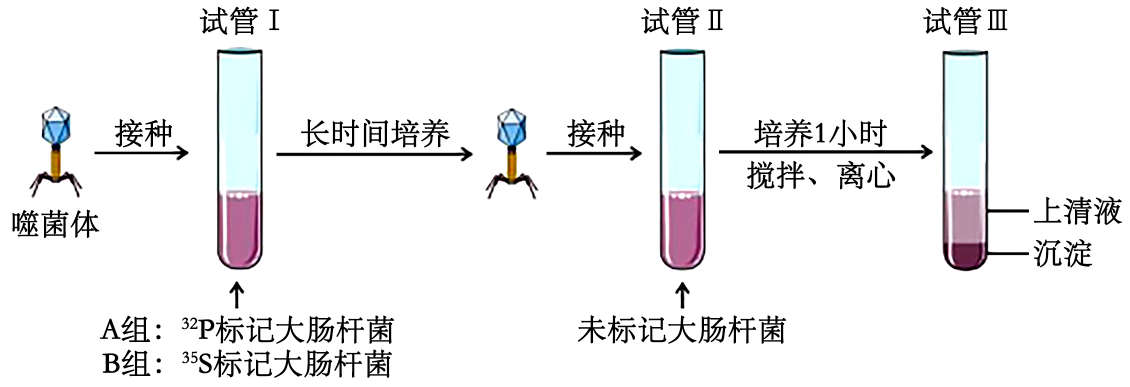 试管Ⅰ
试管Ⅱ
试管Ⅲ
接种
长时间培养
接种
培养1小时
搅拌、离心
噬菌体
上清液
沉淀
A组：³²P标记大肠杆菌
B组：³⁵S标记大肠杆菌
未标记大肠杆菌